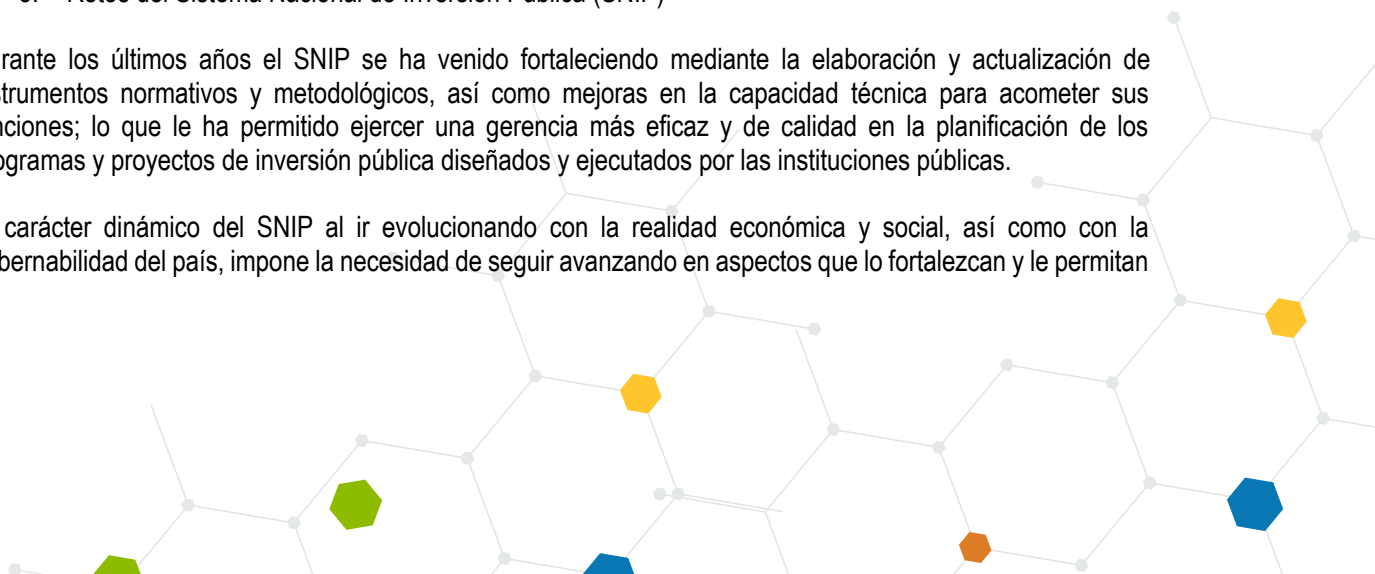 Retos del Sistema Nacional de Inversión Pública (SNIP)
rante los últimos años el SNIP se ha venido fortaleciendo mediante la elaboración y actualización de
strumentos normativos y metodológicos, así como mejoras en la capacidad técnica para acometer sus
nciones; lo que le ha permitido ejercer una gerencia más eficaz y de calidad en la planificación de los
ogramas y proyectos de inversión pública diseñados y ejecutados por las instituciones públicas.
carácter dinámico del SNIP al ir evolucionando con la realidad económica y social, así como con la
bernabilidad del país, impone la necesidad de seguir avanzando en aspectos que lo fortalezcan y le permitan